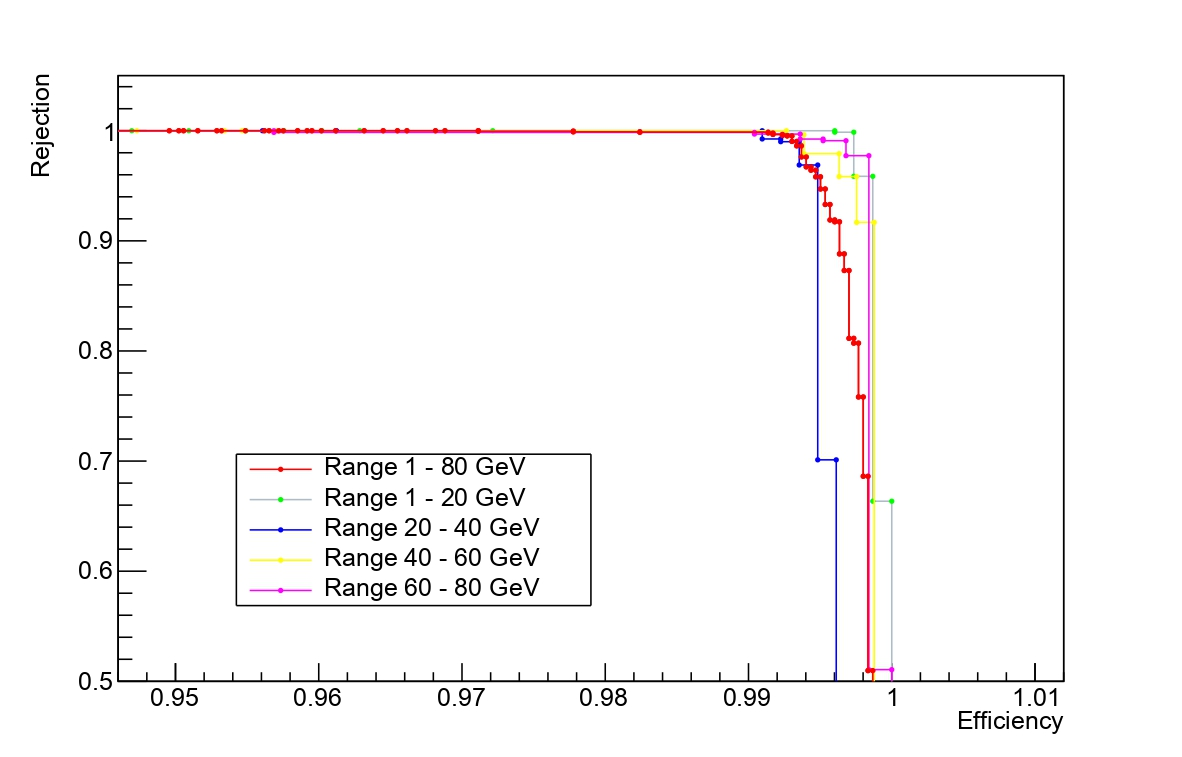 Rejection
1
0.9
0.8
0.7
0.6
0.5
Range 1 - 80 GeV
Range 1 - 20 GeV
Range 20 - 40 GeV
Range 40 - 60 GeV
Range 60 - 80 GeV
0.95 0.96 0.97 0.98 0.99 1 1.01
Efficiency